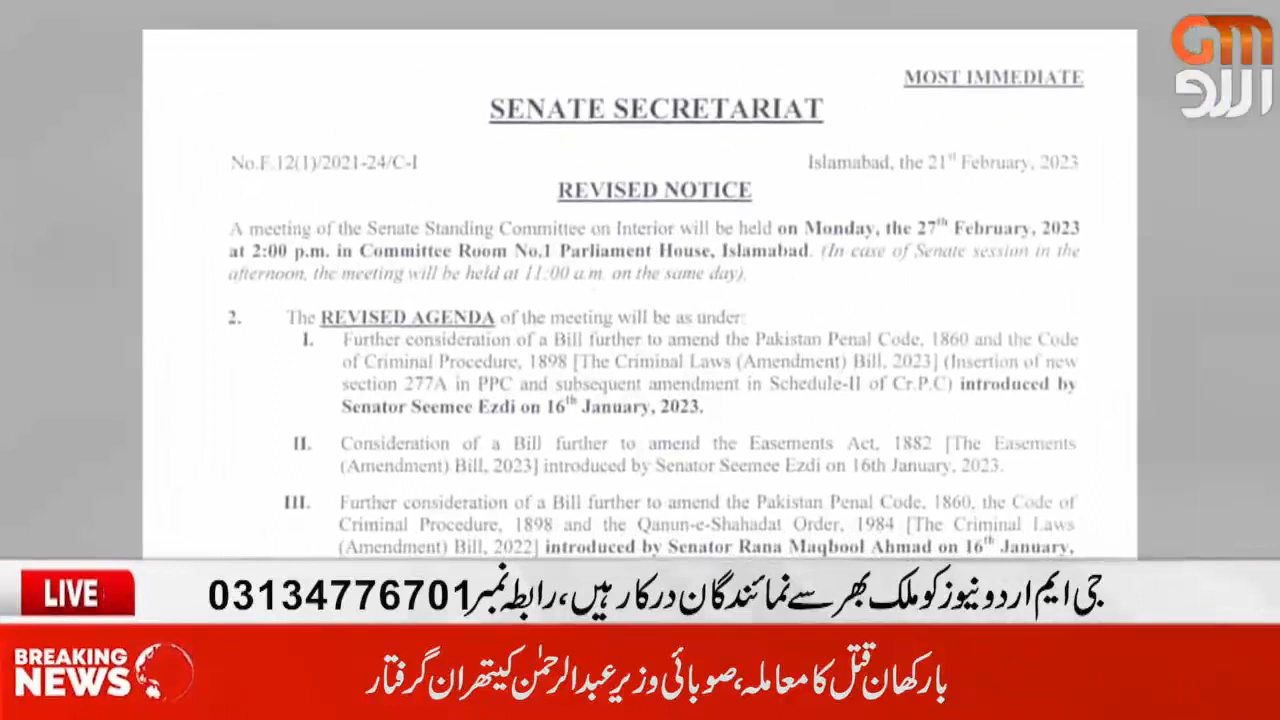 GM
اردو
MOST IMMEDIATE
SENATE SECRETARIAT
No.F.12(1)/2021-24/C-I
Islamabad, the 21st February, 2023
REVISED NOTICE
A meeting of the Senate Standing Committee on Interior will be held on Monday, the 27th February, 2023
at 2:00 p.m. in Committee Room No.1 Parliament House, Islamabad. (In case of Senate session in the
afternoon, the meeting will be held at 11:00 a.m. on the same day).
2. The REVISED AGENDA of the meeting will be as under:
I. Further consideration of a Bill further to amend the Pakistan Penal Code, 1860 and the Code
of Criminal Procedure, 1898 [The Criminal Laws (Amendment) Bill, 2023] (Insertion of new
section 277A in PPC and subsequent amendment in Schedule-II of Cr.P.C) introduced by
Senator Seemee Ezdi on 16th January, 2023.
II. Consideration of a Bill further to amend the Easements Act, 1882 [The Easements
(Amendment) Bill, 2023] introduced by Senator Seemee Ezdi on 16th January, 2023.
III. Further consideration of a Bill further to amend the Pakistan Penal Code, 1860, the Code of
Criminal Procedure, 1898 and the Qanun-e-Shahadat Order, 1984 [The Criminal Laws
(Amendment) Bill, 2022] introduced by Senator Rana Maqbool Ahmad on 16th January,
LIVE
جی ایم اردو نیوز کو ملک بھر سے نمائندگان درکار ہیں، رابطہ نمبر 03134776701
BREAKING
NEWS
بارکھان قتل کا معاملہ، صوبائی وزیر عبدالرحمٰن کیتھران گرفتار